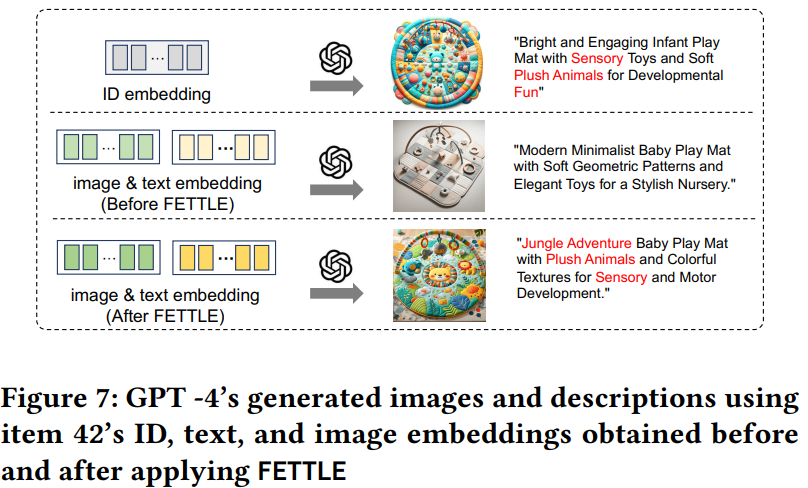 ...
ID embedding
"Bright and Engaging Infant Play
Mat with Sensory Toys and Soft
Plush Animals for Developmental
Fun"
...
...
image & text embedding
(Before FETTLE)
"Modern Minimalist Baby Play Mat
with Soft Geometric Patterns and
Elegant Toys for a Stylish Nursery."
...
...
image & text embedding
(After FETTLE)
"Jungle Adventure Baby Play Mat
with Plush Animals and Colorful
Textures for Sensory and Motor
Development."
Figure 7: GPT -4’s generated images and descriptions using
item 42’s ID, text, and image embeddings obtained before
and after applying FETTLE